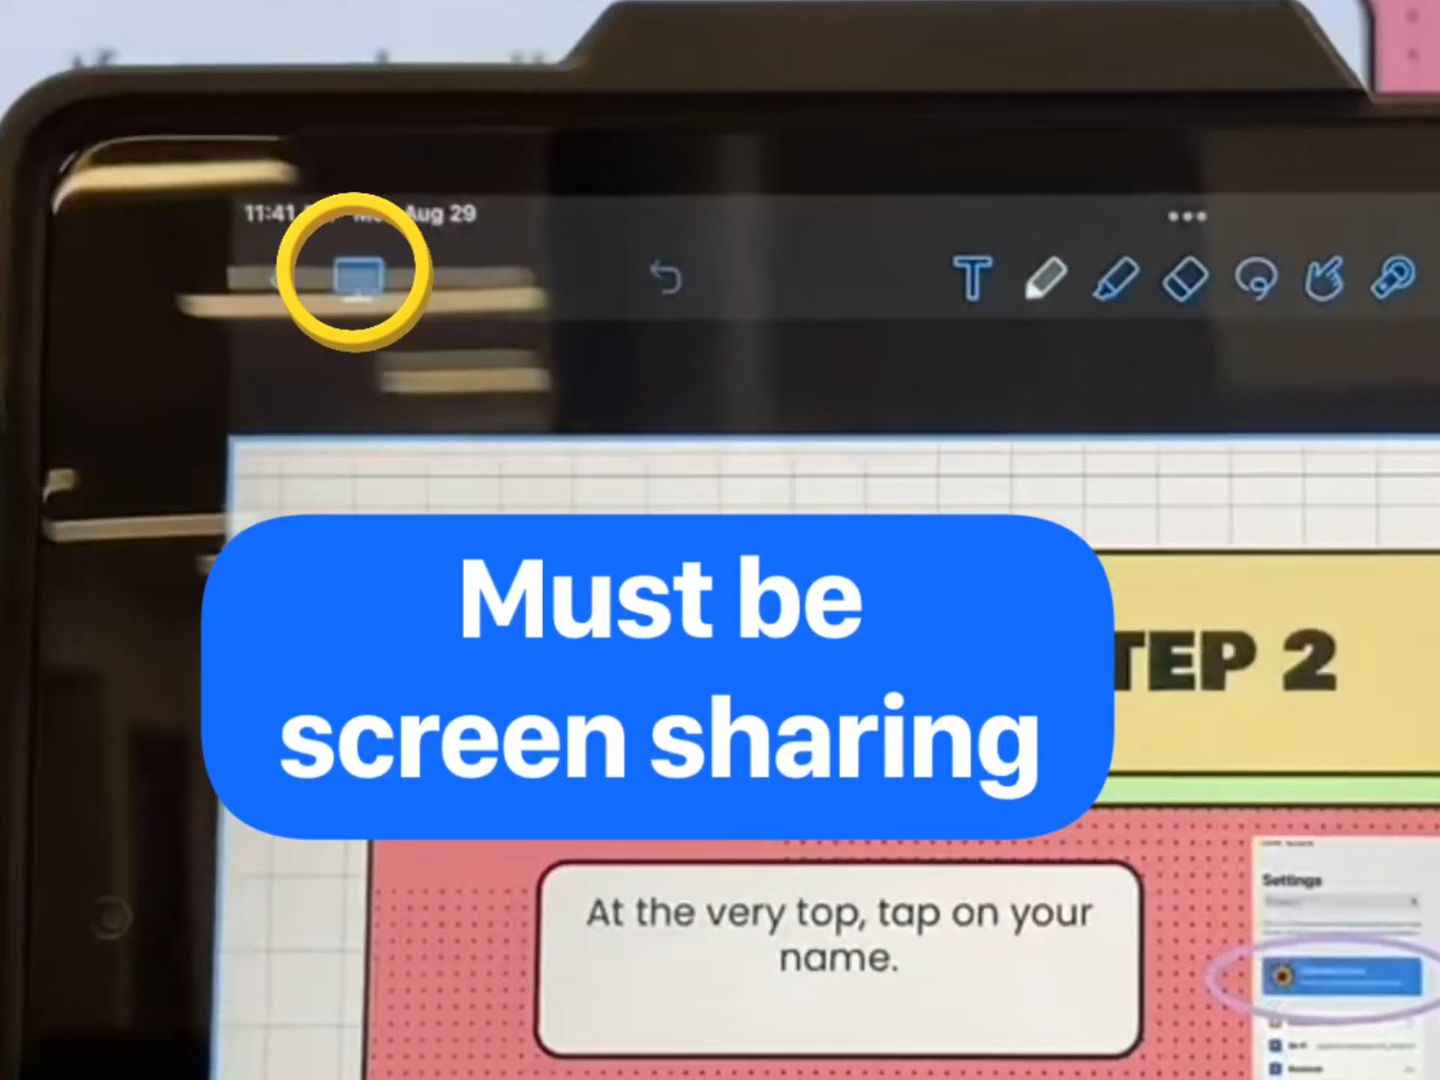 11:41 Aug 29
Must be
screen sharing
TEP 2
At the very top, tap on your
name.
Settings